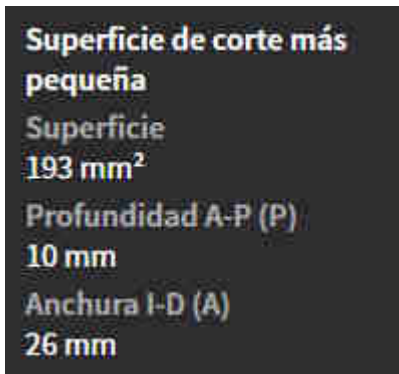 Superficie de corte más
pequeña
Superficie
193 mm²
Profundidad A-P (P)
10 mm
Anchura I-D (A)
26 mm